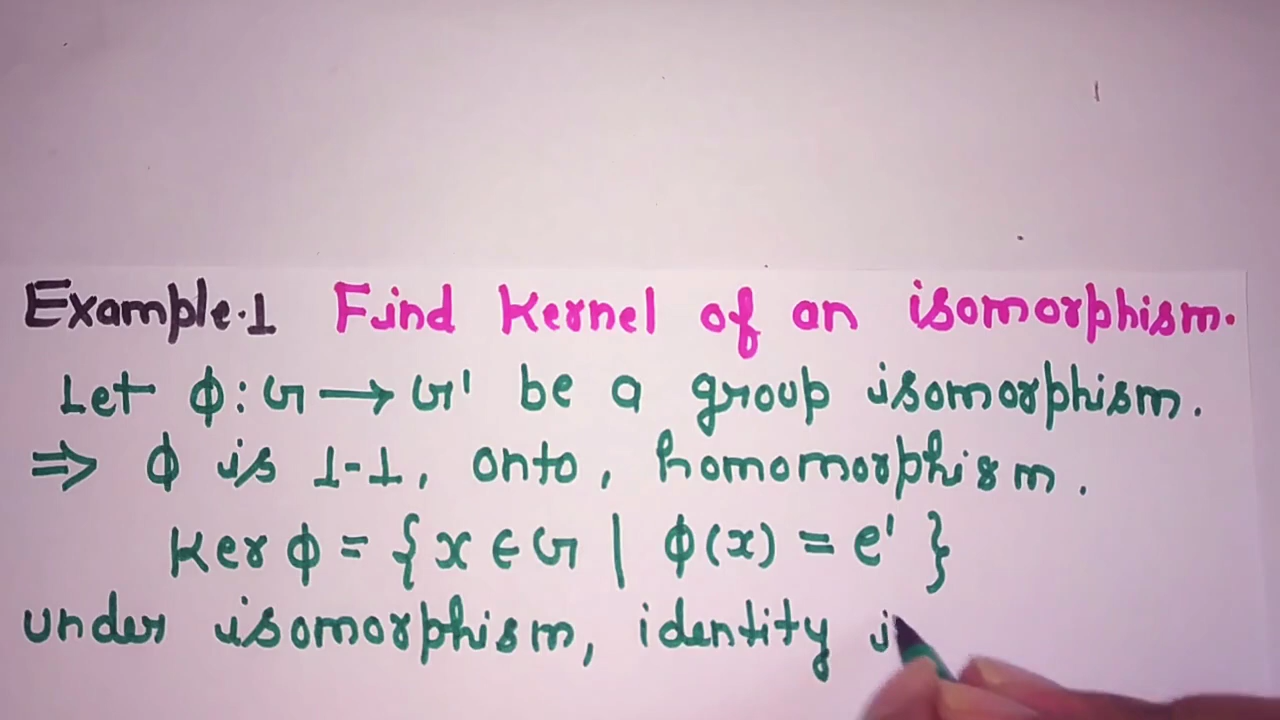 Example.1 Find Kernel of an isomorphism.
Let ϕ: G → G' be a group isomorphism.
⇒ ϕ is 1-1, onto, homomorphism.
Ker ϕ = {x ∈ G | ϕ(x) = e'}
under isomorphism, identity i